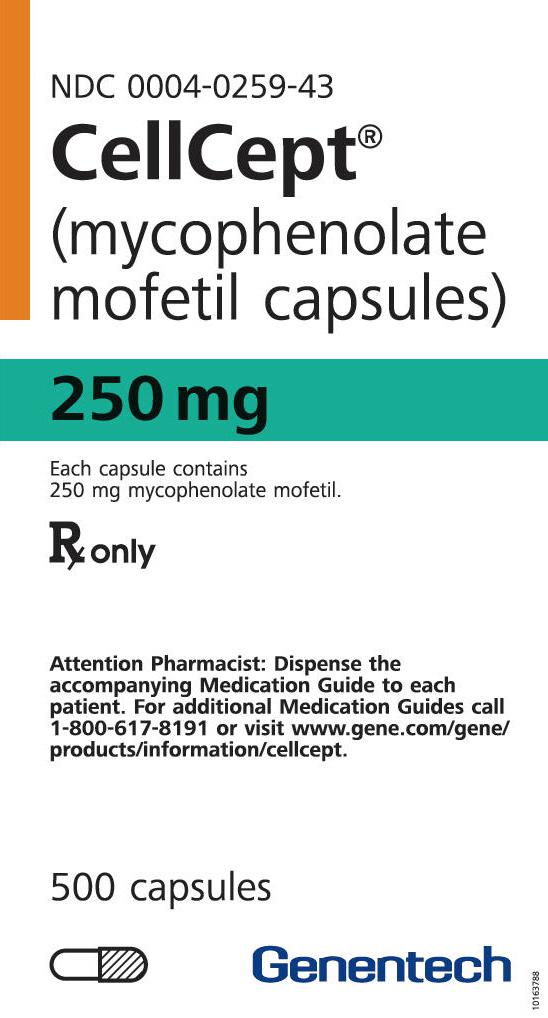 NDC 0004-0259-43
CellCept®
(mycophenolate
mofetil capsules)
250 mg
Each capsule contains
250 mg mycophenolate mofetil.
Rx only
Attention Pharmacist: Dispense the
accompanying Medication Guide to each
patient. For additional Medication Guides call
1-800-617-8191 or visit www.gene.com/gene/
products/information/cellcept.
500 capsules
Genentech
10163788